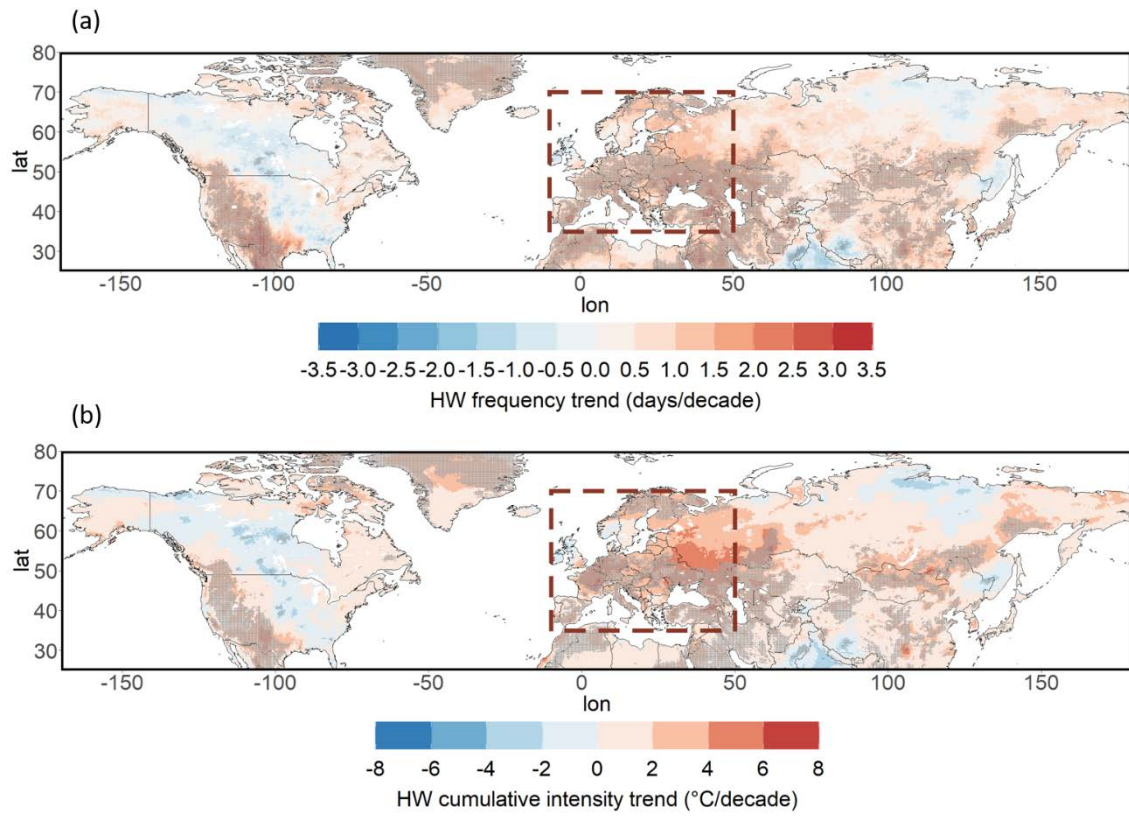 (a)
80
70
60
50
40
30
lat
-150 -100 -50 0 50 100 150
lon
-3.5 -3.0 -2.5 -2.0 -1.5 -1.0 -0.5 0.0 0.5 1.0 1.5 2.0 2.5 3.0 3.5
HW frequency trend (days/decade)
(b)
80
70
60
50
40
30
lat
-150 -100 -50 0 50 100 150
lon
-8 -6 -4 -2 0 2 4 6 8
HW cumulative intensity trend (°C/decade)